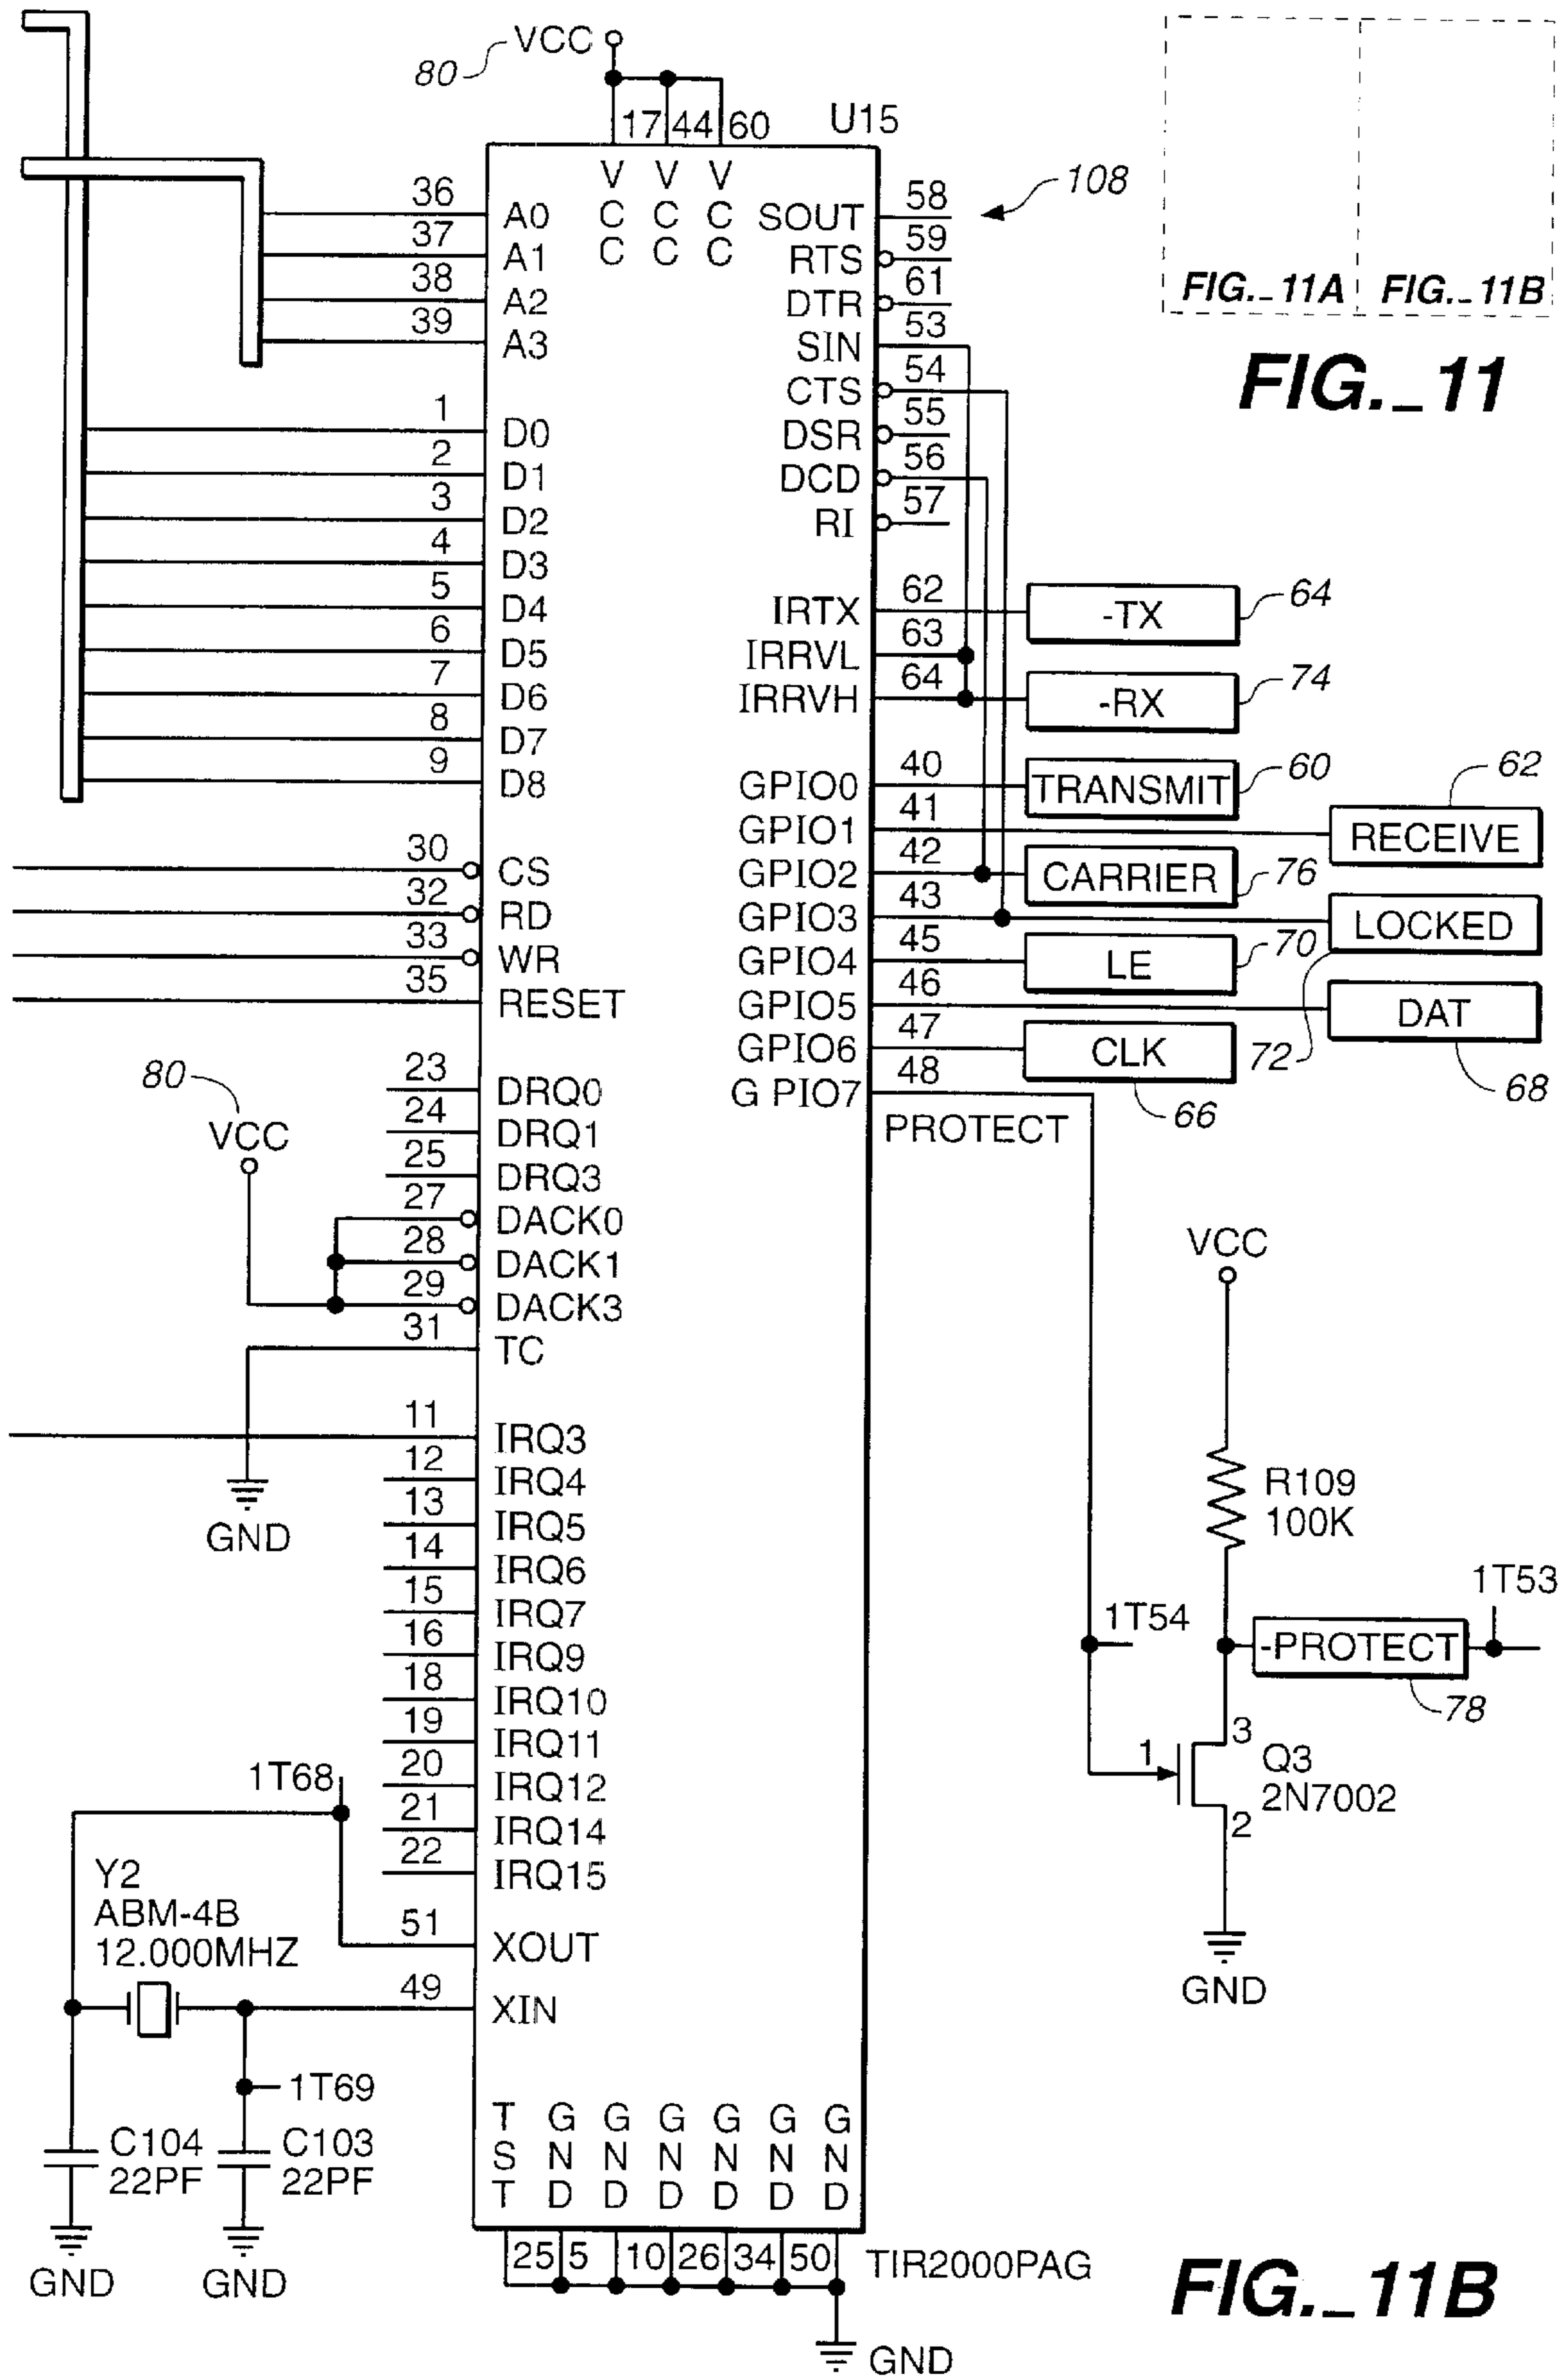 VCC
80
17 44 60
U15
V V V
C C C
C C C
108
FIG._11A FIG._11B
FIG._11
36 A0
37 A1
38 A2
39 A3
1 D0
2 D1
3 D2
4 D3
5 D4
6 D5
7 D6
8 D7
9 D8
30 CS
32 RD
33 WR
35 RESET
80
VCC
23 DRQ0
24 DRQ1
25 DRQ3
27 DACK0
28 DACK1
29 DACK3
31 TC
GND
11 IRQ3
12 IRQ4
13 IRQ5
14 IRQ6
15 IRQ7
16 IRQ9
18 IRQ10
19 IRQ11
20 IRQ12
21 IRQ14
22 IRQ15
1T68
51 XOUT
49 XIN
Y2
ABM-4B
12.000MHZ
1T69
C104
22PF
C103
22PF
GND
GND
SOUT 58
RTS 59
DTR 61
SIN 53
CTS 54
DSR 55
DCD 56
RI 57
IRTX 62 -TX 64
IRRVL 63
IRRVH 64 -RX 74
GPIO0 40 TRANSMIT 60
GPIO1 41 RECEIVE 62
GPIO2 42 CARRIER 76
GPIO3 43 LOCKED 72
GPIO4 45 LE 70
GPIO5 46 DAT 68
GPIO6 47 CLK 66
G PIO7 48
PROTECT
VCC
R109
100K
1T54
-PROTECT
1T53
78
3
1
Q3
2N7002
2
GND
T G G G G G G
S N N N N N N
T D D D D D D
25 5 10 26 34 50
TIR2000PAG
GND
FIG._11B